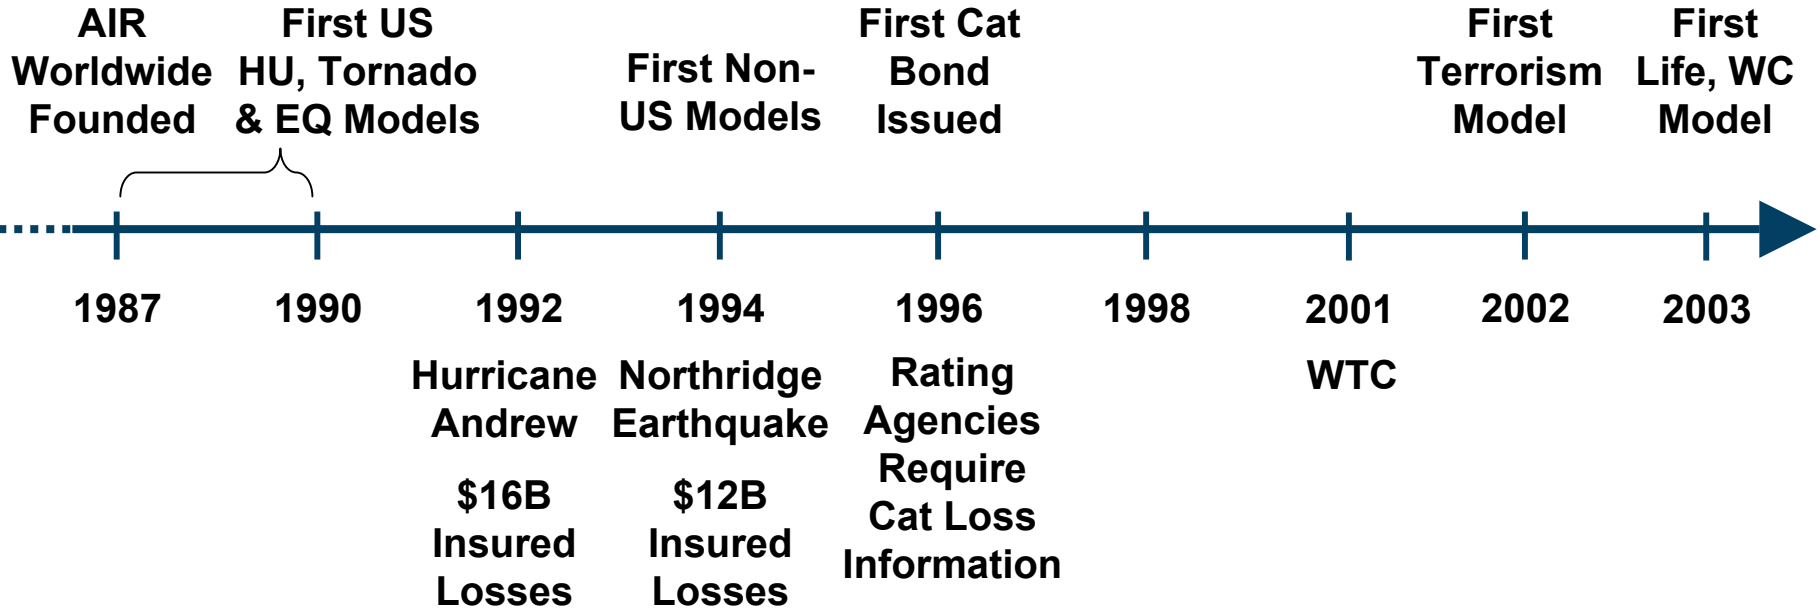 AIR
Worldwide
Founded
First US
HU, Tornado
& EQ Models
First Non-
US Models
First Cat
Bond
Issued
First
Terrorism
Model
First
Life, WC
Model
1987
1990
1992
1994
1996
1998
2001
2002
2003
Hurricane
Andrew
$16B
Insured
Losses
Northridge
Earthquake
$12B
Insured
Losses
Rating
Agencies
Require
Cat Loss
Information
WTC